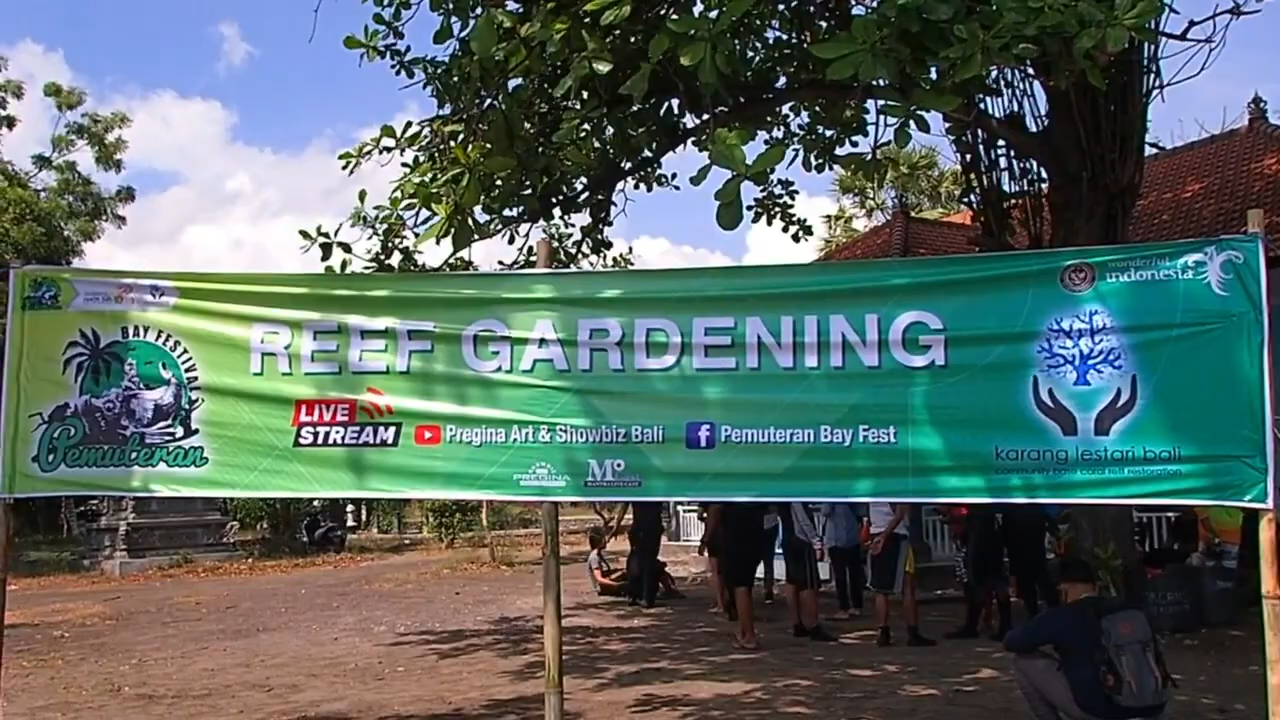 BAY FESTIVAL
Pemuteran
REEF GARDENING
LIVE
STREAM
Pregina Art & Showbiz Bali
Pemuteran Bay Fest
PREGINA
wonderful
indonesia
karang lestari bali
community base coral reef restoration